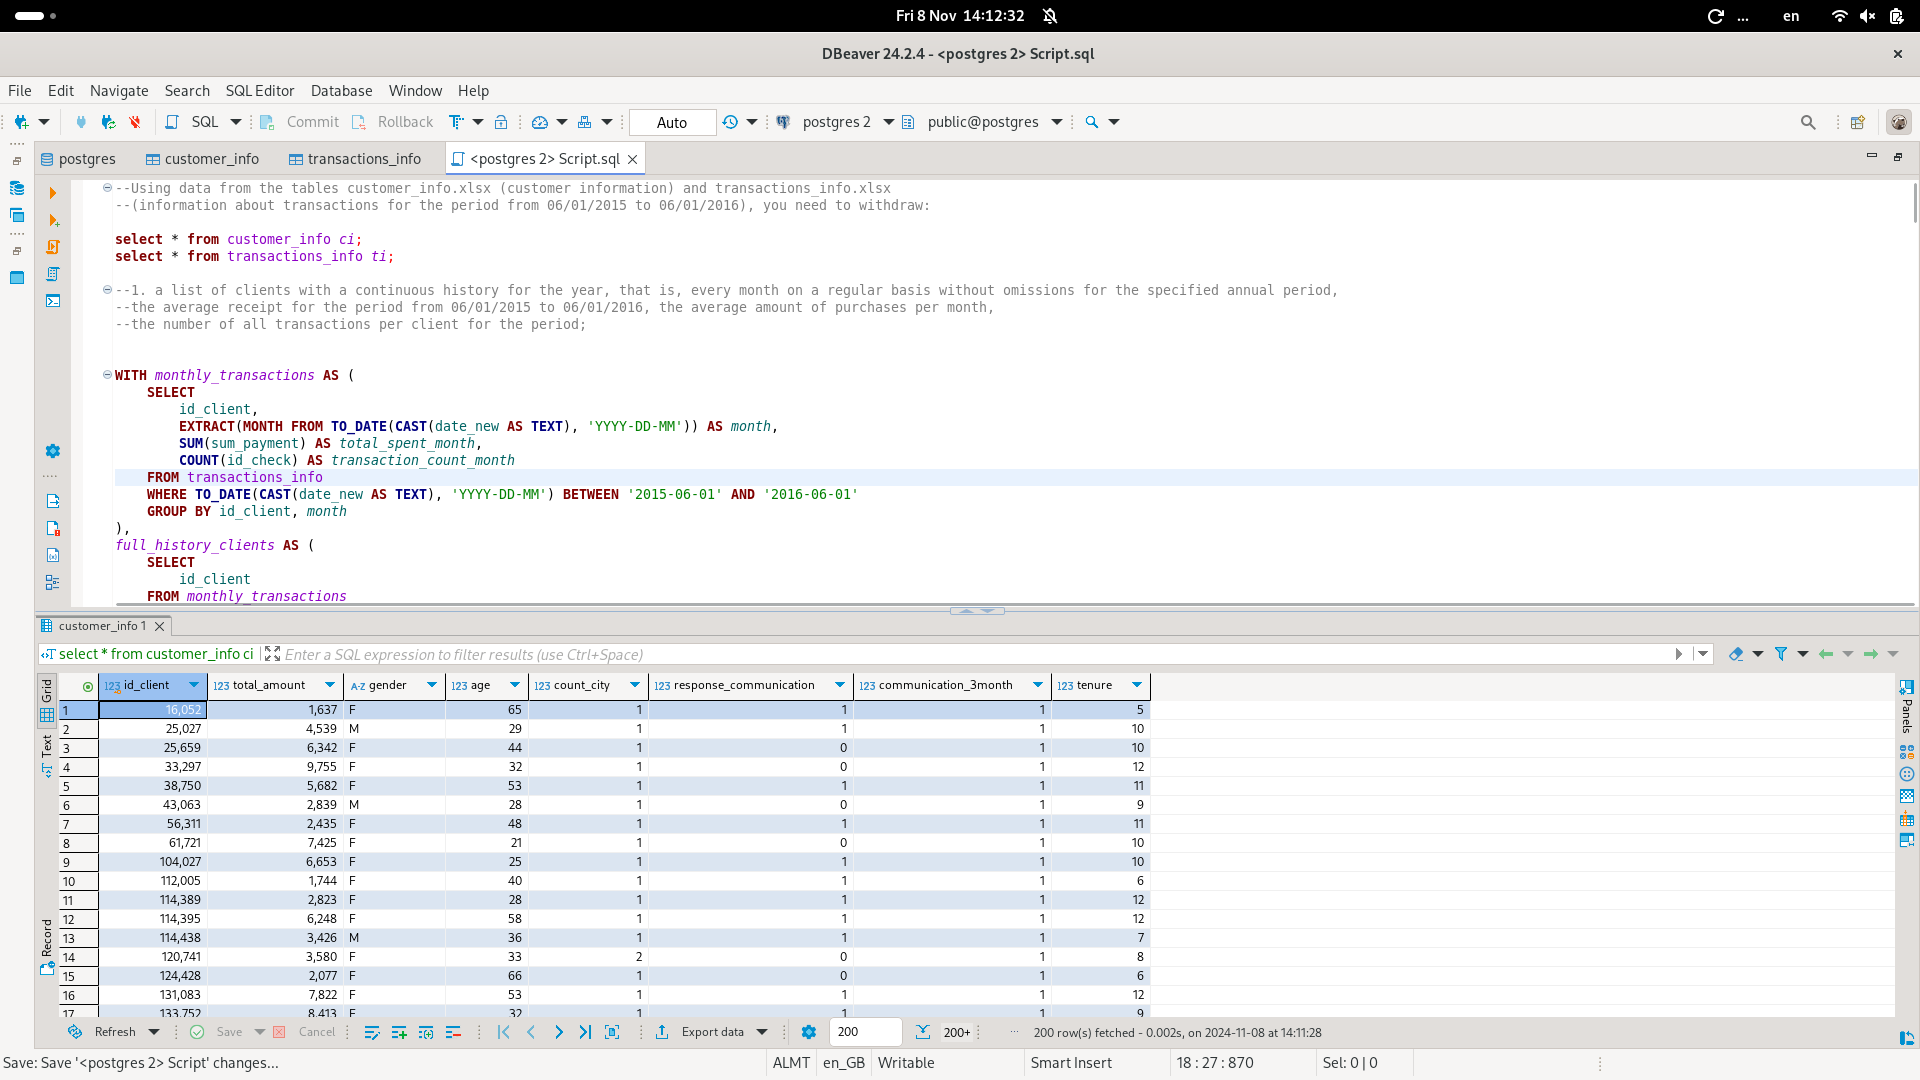 Fri 8 Nov 14:12:32
...
en
DBeaver 24.2.4 - <postgres 2> Script.sql
File Edit Navigate Search SQL Editor Database Window Help
SQL Commit Rollback Auto postgres 2 public@postgres
postgres customer_info transactions_info <postgres 2> Script.sql
--Using data from the tables customer_info.xlsx (customer information) and transactions_info.xlsx
--(information about transactions for the period from 06/01/2015 to 06/01/2016), you need to withdraw:
select * from customer_info ci;
select * from transactions_info ti;
--1. a list of clients with a continuous history for the year, that is, every month on a regular basis without omissions for the specified annual period,
--the average receipt for the period from 06/01/2015 to 06/01/2016, the average amount of purchases per month,
--the number of all transactions per client for the period;
WITH monthly_transactions AS (
SELECT
id_client,
EXTRACT(MONTH FROM TO_DATE(CAST(date_new AS TEXT), 'YYYY-DD-MM')) AS month,
SUM(sum_payment) AS total_spent_month,
COUNT(id_check) AS transaction_count_month
FROM transactions_info
WHERE TO_DATE(CAST(date_new AS TEXT), 'YYYY-DD-MM') BETWEEN '2015-06-01' AND '2016-06-01'
GROUP BY id_client, month
),
full_history_clients AS (
SELECT
id_client
FROM monthly_transactions
customer_info 1
select * from customer_info ci Enter a SQL expression to filter results (use Ctrl+Space)
Grid
Text
Record
Panels
123 id_client 123 total_amount A-Z gender 123 age 123 count_city 123 response_communication 123 communication_3month 123 tenure
1 16,052 1,637 F 65 1 1 1 5
2 25,027 4,539 M 29 1 1 1 10
3 25,659 6,342 F 44 1 0 1 10
4 33,297 9,755 F 32 1 0 1 12
5 38,750 5,682 F 53 1 1 1 11
6 43,063 2,839 M 28 1 0 1 9
7 56,311 2,435 F 48 1 1 1 11
8 61,721 7,425 F 21 1 0 1 10
9 104,027 6,653 F 25 1 1 1 10
10 112,005 1,744 F 40 1 1 1 6
11 114,389 2,823 F 28 1 1 1 12
12 114,395 6,248 F 58 1 1 1 12
13 114,438 3,426 M 36 1 1 1 7
14 120,741 3,580 F 33 2 0 1 8
15 124,428 2,077 F 66 1 0 1 6
16 131,083 7,822 F 53 1 1 1 12
17 133,752 8,413 F 32 1 1 1 9
Refresh Save Cancel Export data 200 200+ ... 200 row(s) fetched - 0.002s, on 2024-11-08 at 14:11:28
Save: Save '<postgres 2> Script' changes... ALMT en_GB Writable Smart Insert 18 : 27 : 870 Sel: 0 | 0